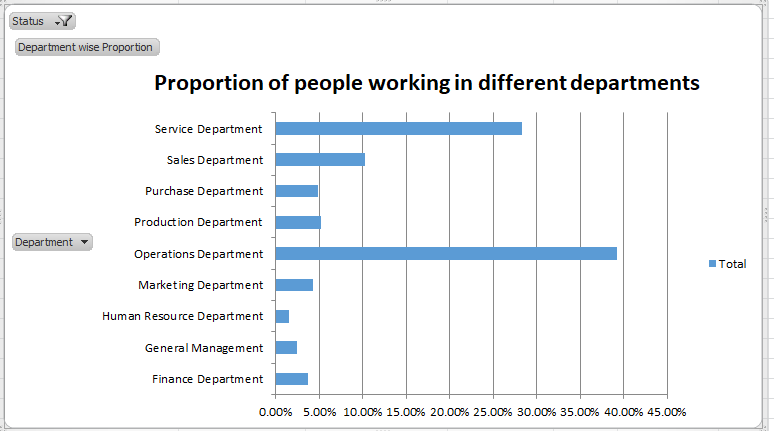 Status
Department wise Proportion
Proportion of people working in different departments
Service Department
Sales Department
Purchase Department
Production Department
Department
Operations Department
Total
Marketing Department
Human Resource Department
General Management
Finance Department
0.00% 5.00% 10.00% 15.00% 20.00% 25.00% 30.00% 35.00% 40.00% 45.00%